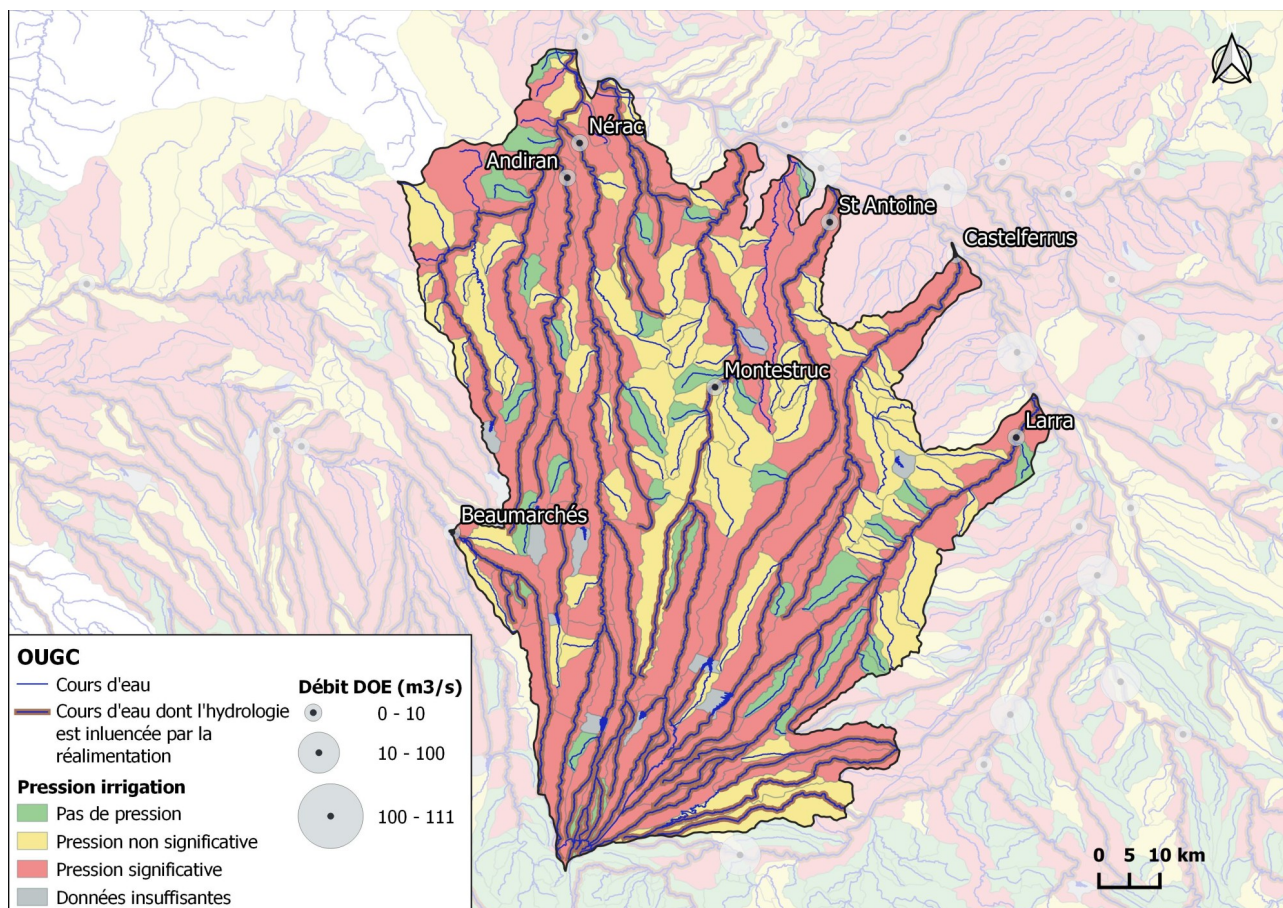 Nérac
Andiran
St Antoine
Castelferrus
Montestruc
Larra
Beaumarchés
OUGC
Cours d'eau
Cours d'eau dont l'hydrologie
est inluencée par la
réalimentation
Pression irrigation
Pas de pression
Pression non significative
Pression significative
Données insuffisantes
Débit DOE (m3/s)
0 - 10
10 - 100
100 - 111
0 5 10 km